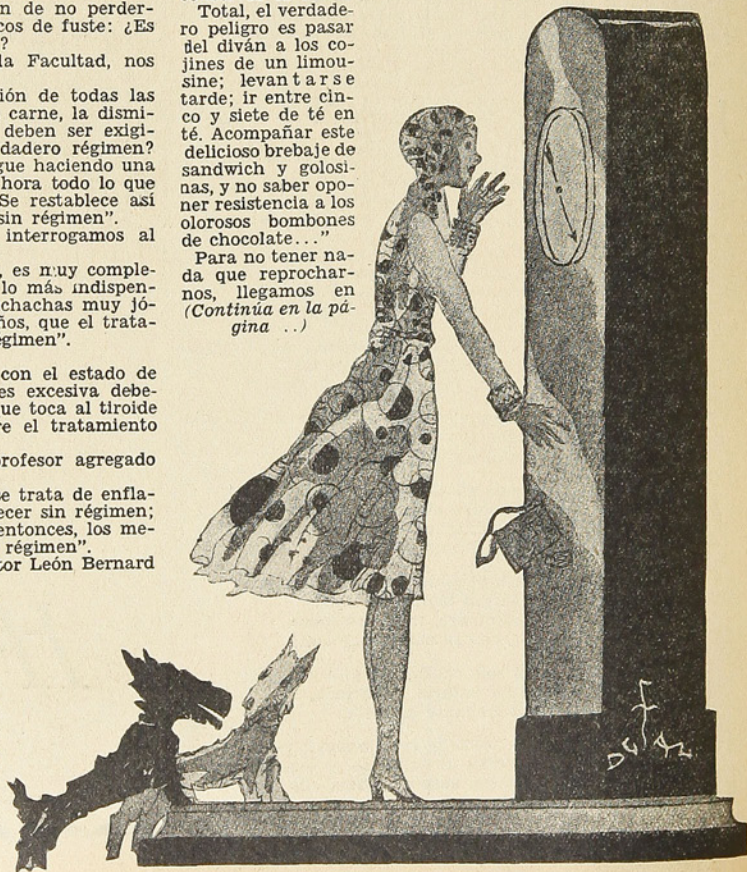 n de no perder-
cos de fuste: ¿Es
?
la Facultad, nos
ión de todas las
carne, la dismi-
deben ser exigi-
dadero régimen?
gue haciendo una
hora todo lo que
Se restablece así
sin régimen".
interrogamos al
, es muy comple-
lo más indispen-
chachas muy jó-
ños, que el trata-
égimen".
con el estado de
es excesiva debe-
ue toca al tiroide
re el tratamiento
rofesor agregado
se trata de enfla-
ecer sin régimen;
entonces, los me-
régimen".
tor León Bernard
Total, el verdade-
ro peligro es pasar
del diván a los co-
jines de un limou-
sine; levantarse
tarde; ir entre cin-
co y siete de té en
té. Acompañar este
delicioso brebaje de
sandwich y golosi-
nas, y no saber opo-
ner resistencia a los
olorosos bombones
de chocolate..."
Para no tener na-
da que reprochar-
nos, llegamos en
(Continúa en la pá-
gina ..)